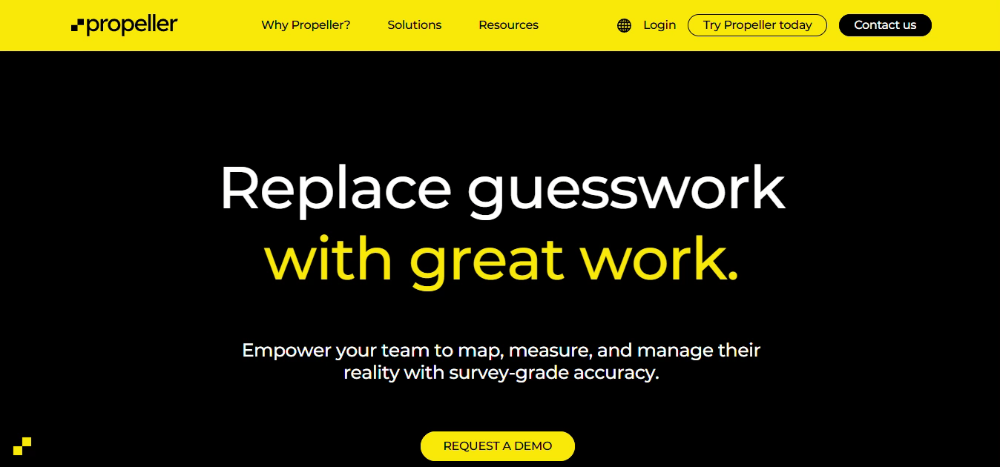 propeller
Why Propeller?
Solutions
Resources
Login
Try Propeller today
Contact us
Replace guesswork
with great work.
Empower your team to map, measure, and manage their
reality with survey-grade accuracy.
REQUEST A DEMO